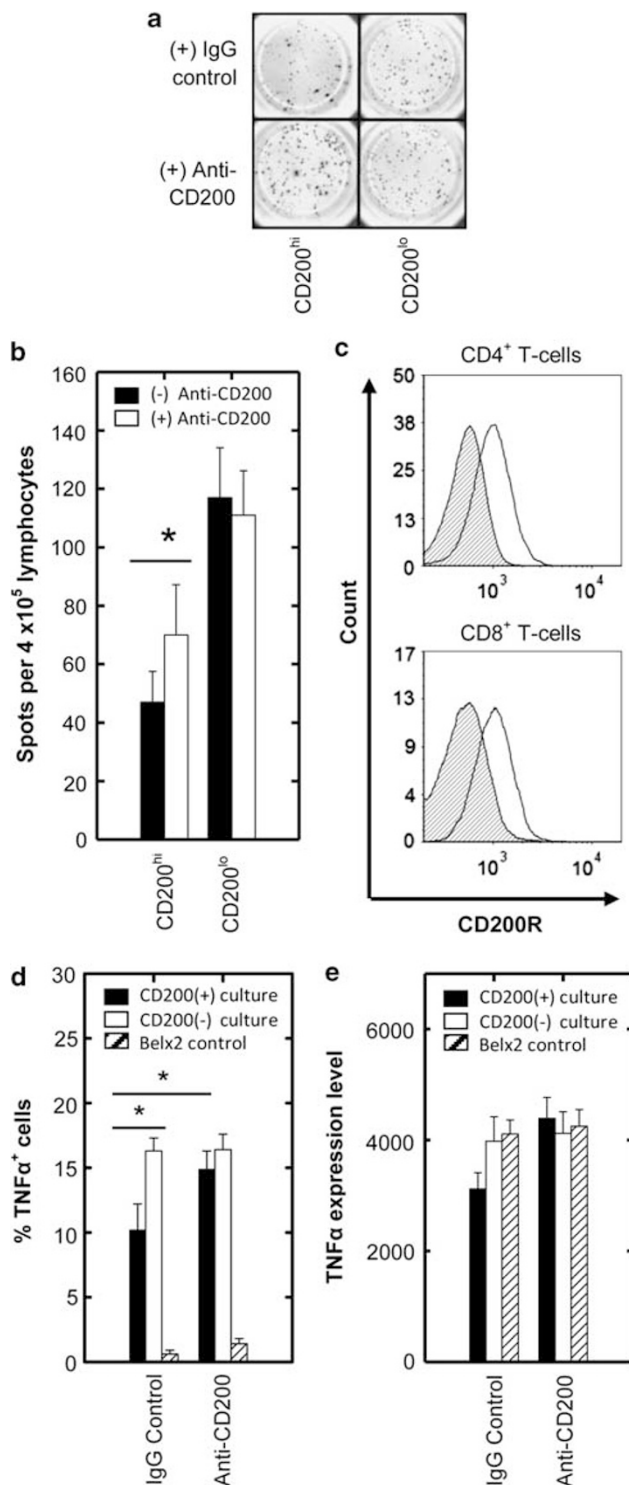 a
(+) IgG
control
(+) Anti-
CD200
CD200hi
CD200lo
b
160
140
120
100
80
60
40
20
0
Spots per 4 x10⁵ lymphocytes
(-) Anti-CD200
(+) Anti-CD200
*
CD200hi
CD200lo
c
CD4⁺ T-cells
50
38
25
13
0
10³
10⁴
CD8⁺ T-cells
17
13
9
4
0
10³
10⁴
Count
CD200R
d
30
25
20
15
10
5
0
% TNFα⁺ cells
CD200(+) culture
CD200(-) culture
Belx2 control
*
*
IgG Control
Anti-CD200
e
6000
4000
2000
0
TNFα expression level
CD200(+) culture
CD200(-) culture
Belx2 control
IgG Control
Anti-CD200